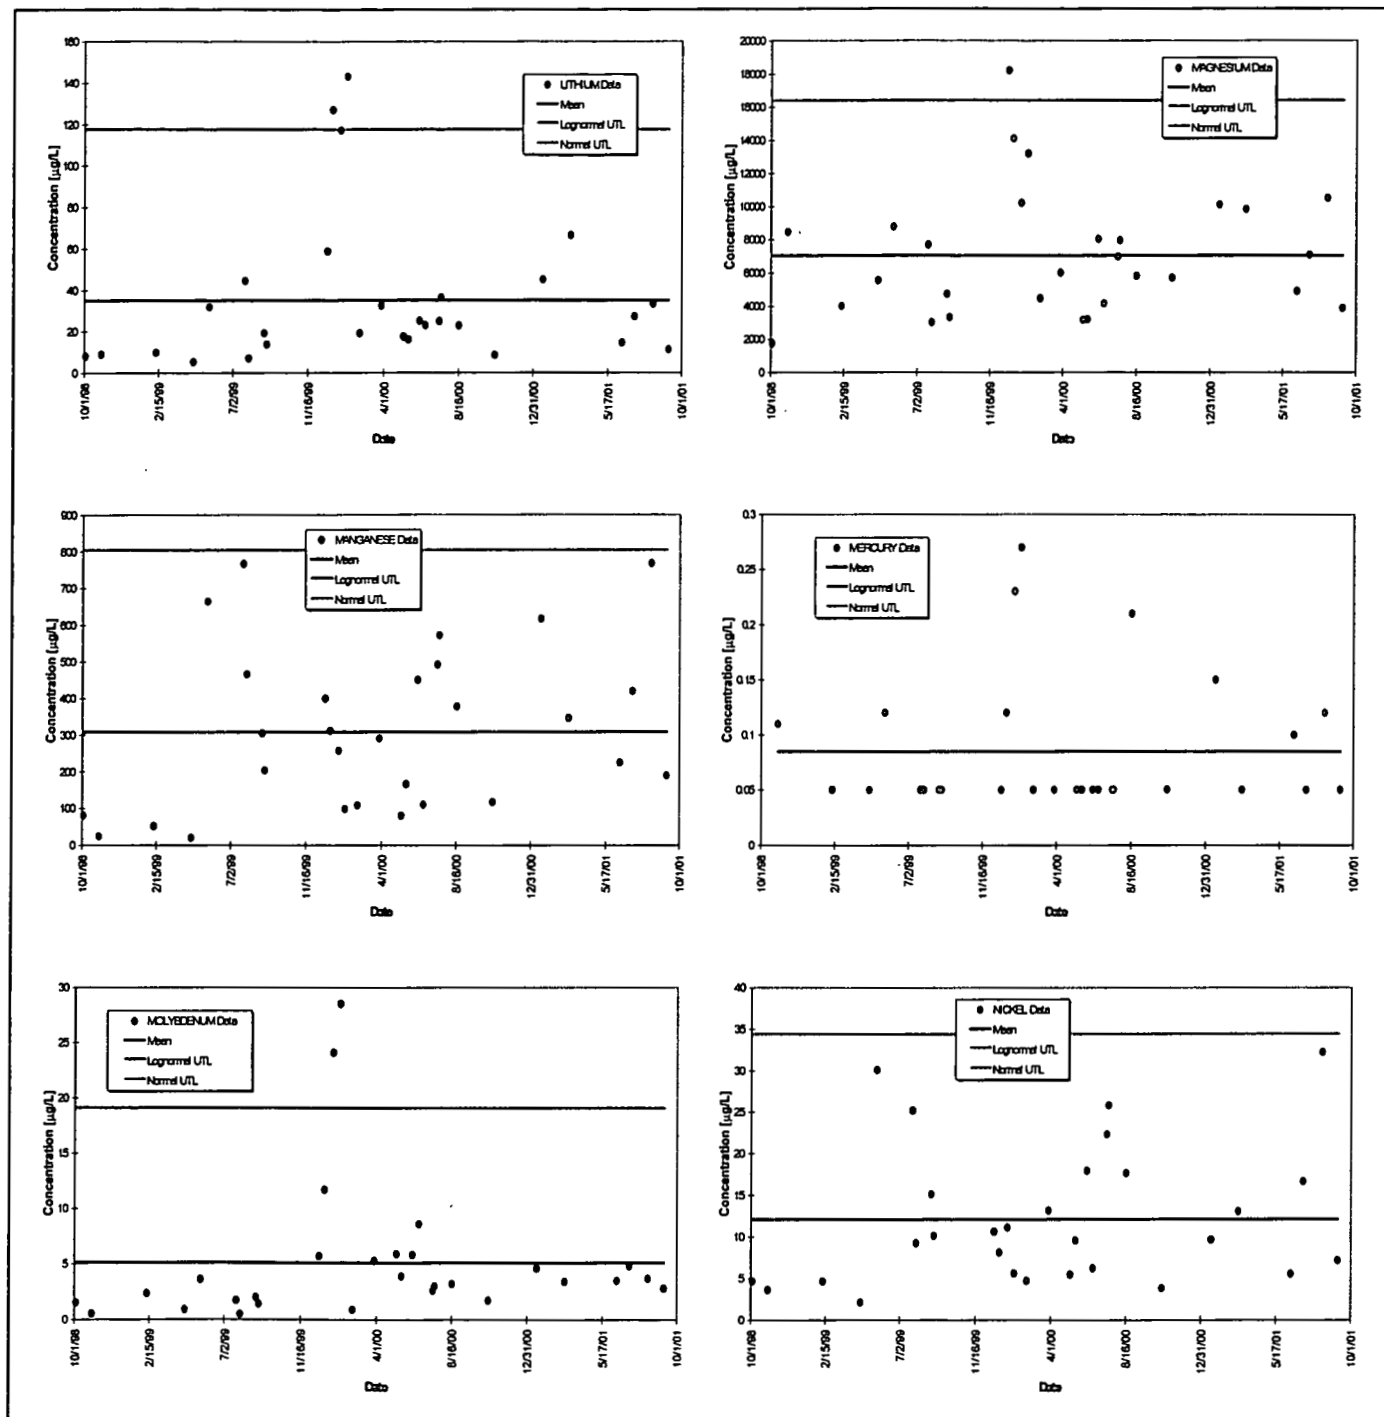 160
140
120
100
80
60
40
20
0
Concentration [µg/L]
LITHIUM Data
Mean
Lognormal UTL
Normal UTL
10/1/98
2/15/99
7/2/99
11/16/99
4/1/00
8/16/00
12/31/00
5/17/01
10/1/01
Date
20000
18000
16000
14000
12000
10000
8000
6000
4000
2000
0
Concentration [µg/L]
MAGNESIUM Data
Mean
Lognormal UTL
Normal UTL
10/1/98
2/15/99
7/2/99
11/16/99
4/1/00
8/16/00
12/31/00
5/17/01
10/1/01
Date
900
800
700
600
500
400
300
200
100
0
Concentration [µg/L]
MANGANESE Data
Mean
Lognormal UTL
Normal UTL
10/1/98
2/15/99
7/2/99
11/16/99
4/1/00
8/16/00
12/31/00
5/17/01
10/1/01
Date
0.3
0.25
0.2
0.15
0.1
0.05
0
Concentration [µg/L]
MERCURY Data
Mean
Lognormal UTL
Normal UTL
10/1/98
2/15/99
7/2/99
11/16/99
4/1/00
8/16/00
12/31/00
5/17/01
10/1/01
Date
30
25
20
15
10
5
0
Concentration [µg/L]
MOLYBDENUM Data
Mean
Lognormal UTL
Normal UTL
10/1/98
2/15/99
7/2/99
11/16/99
4/1/00
8/16/00
12/31/00
5/17/01
10/1/01
Date
40
35
30
25
20
15
10
5
0
Concentration [µg/L]
NICKEL Data
Mean
Lognormal UTL
Normal UTL
10/1/98
2/15/99
7/2/99
11/16/99
4/1/00
8/16/00
12/31/00
5/17/01
10/1/01
Date